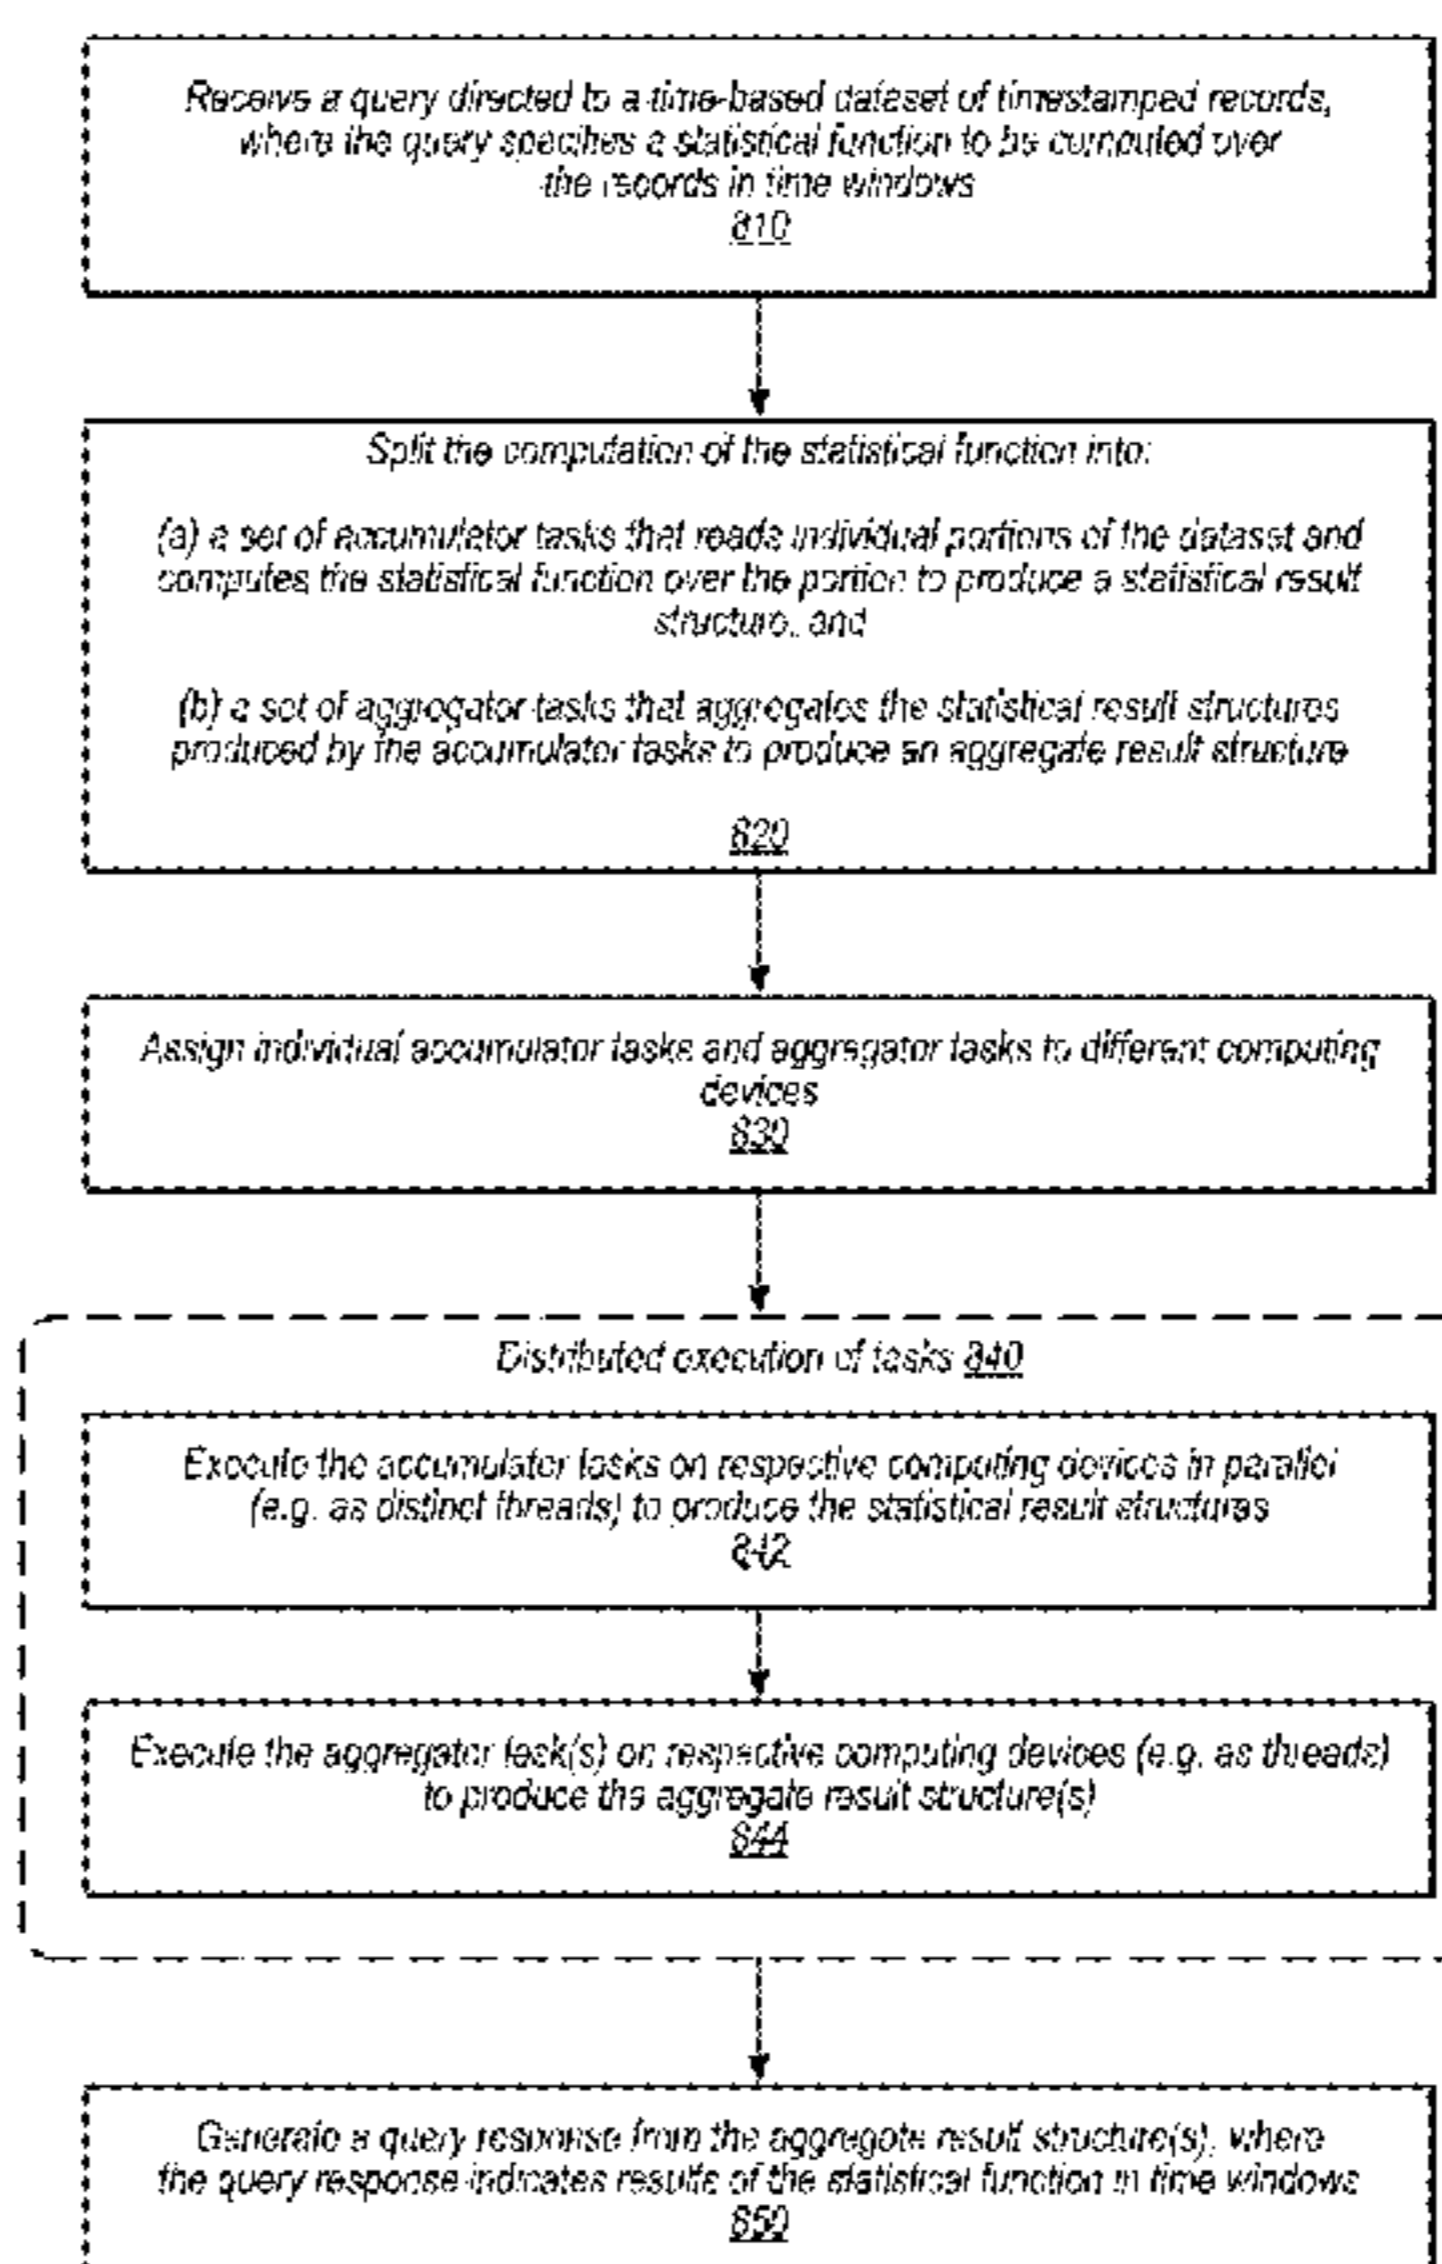 Receive a query directed to a time-based dataset of timestamped records,
where the query specifies a statistical function to be computed over
the records in time windows
810
Split the computation of the statistical function into:
(a) a set of accumulator tasks that reads individual portions of the dataset and
computes the statistical function over the portion to produce a statistical result
structure, and
(b) a set of aggregator tasks that aggregates the statistical result structures
produced by the accumulator tasks to produce an aggregate result structure
820
Assign individual accumulator tasks and aggregator tasks to different computing
devices
830
Distributed execution of tasks 840
Execute the accumulator tasks on respective computing devices in parallel
(e.g. as distinct threads) to produce the statistical result structures
842
Execute the aggregator task(s) on respective computing devices (e.g. as threads)
to produce the aggregate result structure(s)
844
Generate a query response from the aggregate result structure(s), where
the query response indicates results of the statistical function in time windows
850